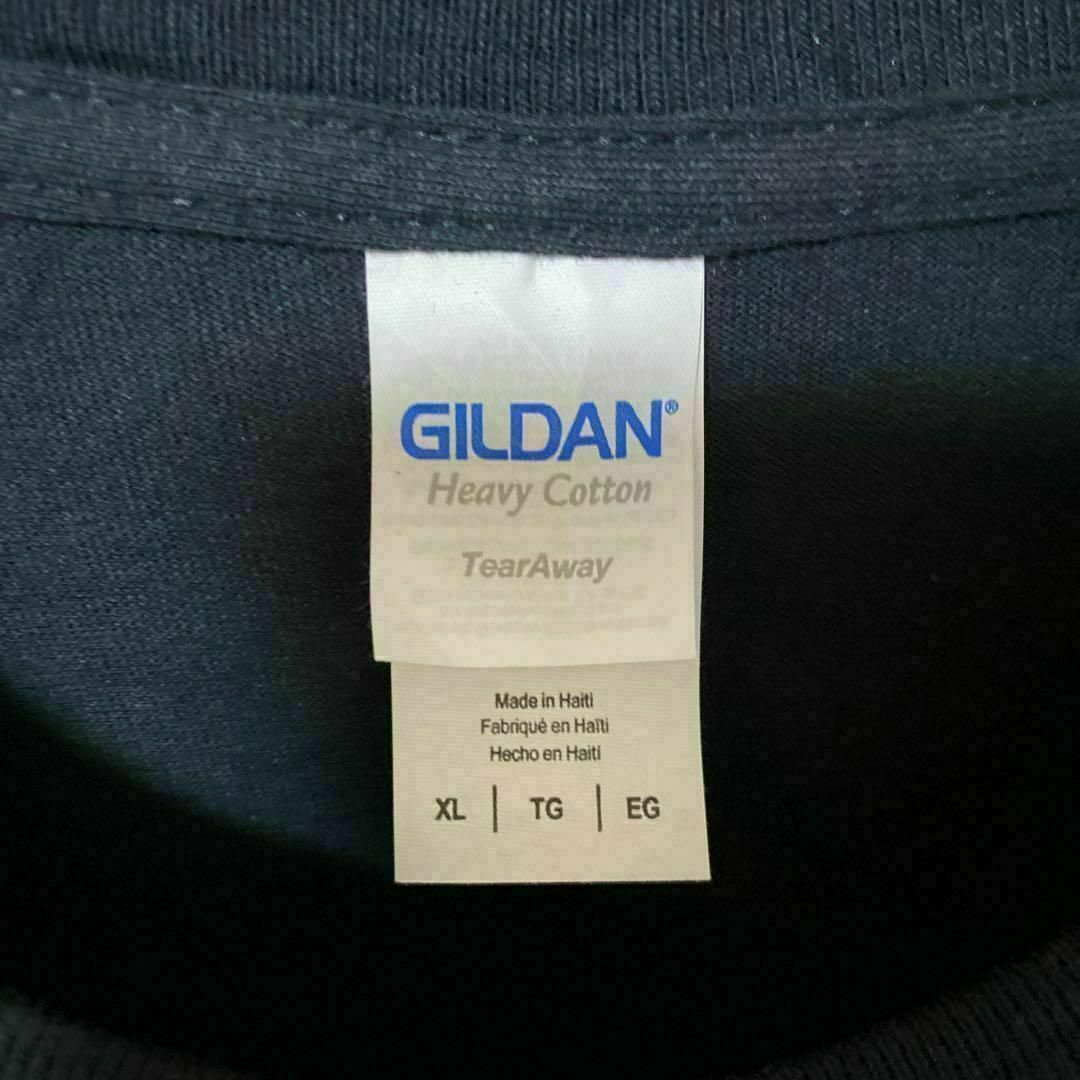 GILDAN®
Heavy Cotton
TearAway
Made in Haiti
Fabriqué en Haïti
Hecho en Haiti
XL | TG | EG